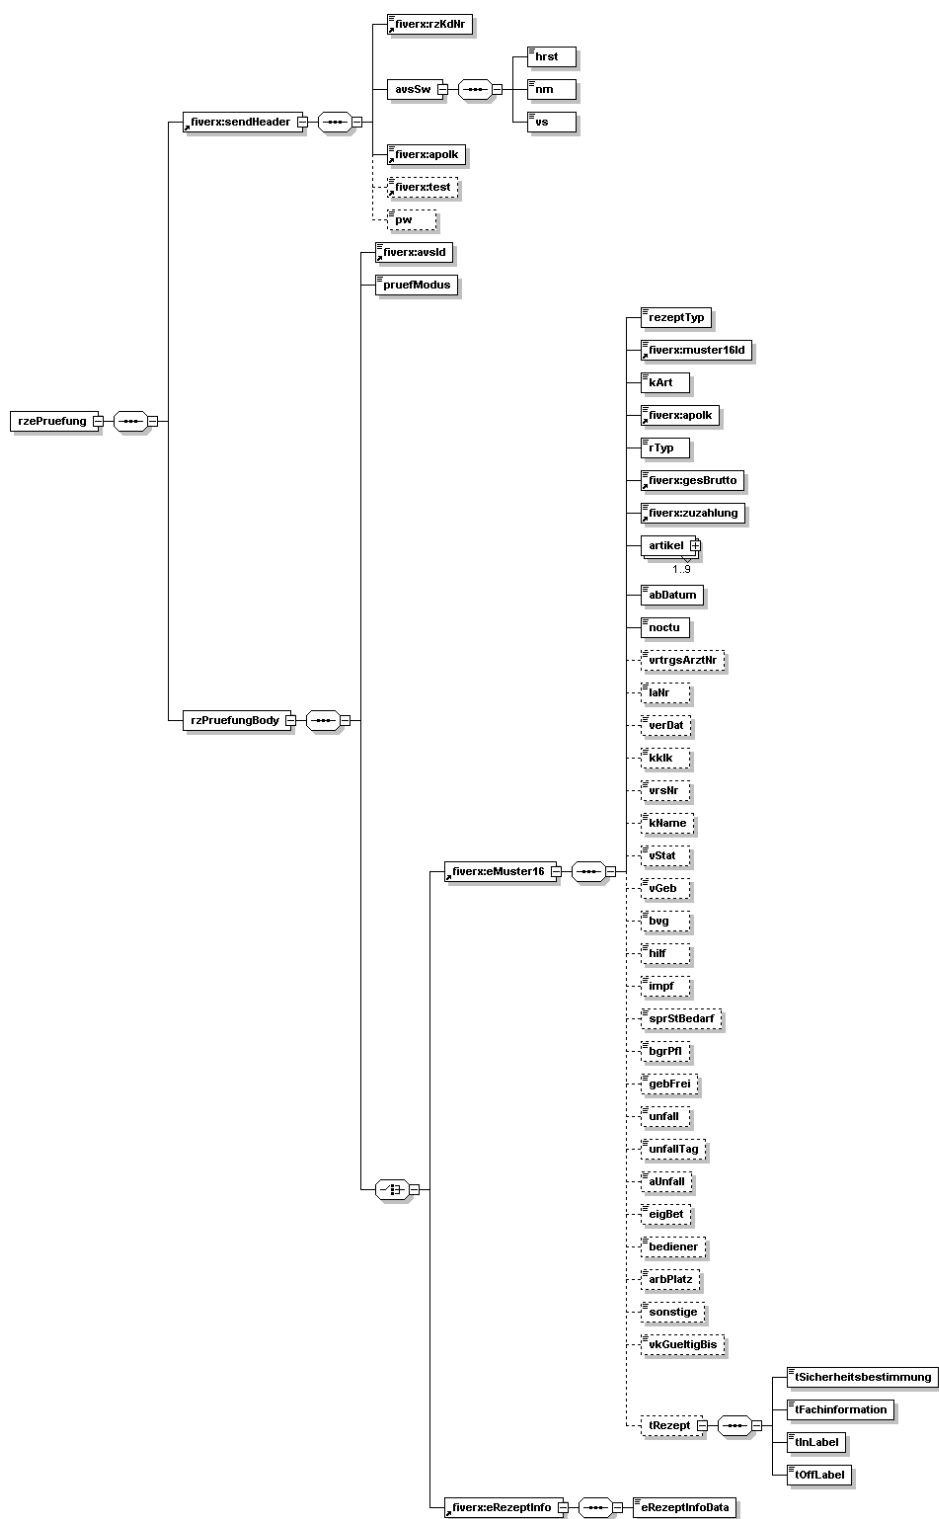 fiverx:rzKdNr
hrst
avsSw
nm
vs
fiverx:sendHeader
fiverx:apoIk
fiverx:test
pw
fiverx:avsId
pruefModus
rezeptTyp
fiverx:muster16Id
kArt
fiverx:apoIk
rzePruefung
rTyp
fiverx:gesBrutto
fiverx:zuzahlung
artikel
1..9
abDatum
noctu
vrtrgsArztNr
laNr
rzPruefungBody
verDat
kkIk
vrsNr
kName
vStat
fiverx:eMuster16
vGeb
bvg
hilf
impf
sprStBedarf
bgrPfl
gebFrei
unfall
unfallTag
aUnfall
eigBet
bediener
arbPlatz
sonstige
vkGueltigBis
tSicherheitsbestimmung
tFachinformation
tRezept
tInLabel
tOffLabel
fiverx:eRezeptInfo
eRezeptInfoData